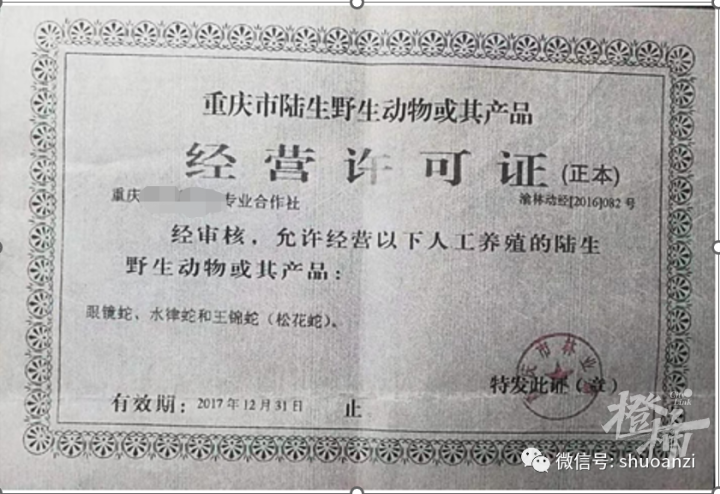 重庆市陆生野生动物或其产品
经营许可证(正本)
重庆 专业合作社
渝林动经[2016]082号
经审核,允许经营以下人工养殖的陆生
野生动物或其产品:
眼镜蛇、水律蛇和王锦蛇(松花蛇)。
特发此证(章)
市林业
有效期:2017年12月31日 止
橙瓣
微信号: shuoanzi